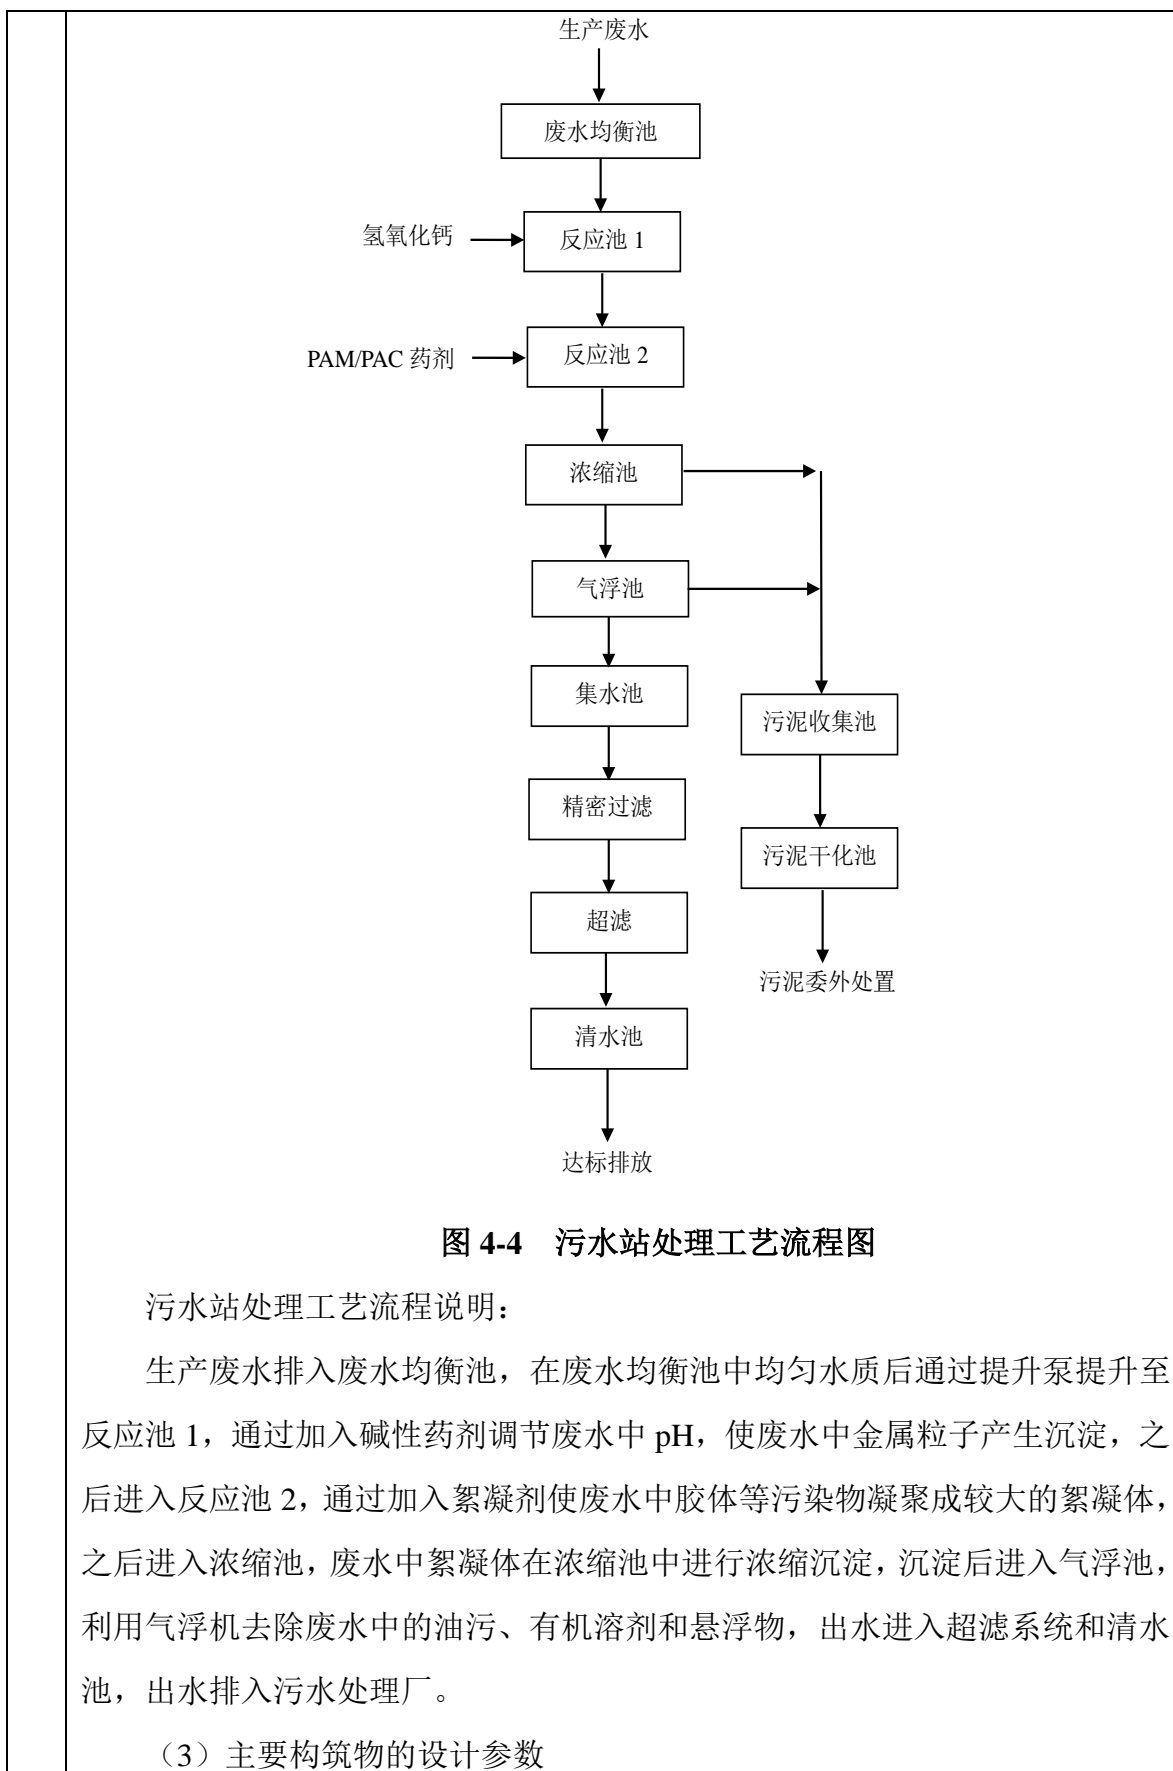 生产废水
废水均衡池
氢氧化钙
反应池 1
PAM/PAC 药剂
反应池 2
浓缩池
气浮池
集水池
污泥收集池
精密过滤
污泥干化池
超滤
污泥委外处置
清水池
达标排放
图 4-4 污水站处理工艺流程图
污水站处理工艺流程说明：
生产废水排入废水均衡池，在废水均衡池中均匀水质后通过提升泵提升至
反应池 1，通过加入碱性药剂调节废水中 pH，使废水中金属粒子产生沉淀，之
后进入反应池 2，通过加入絮凝剂使废水中胶体等污染物凝聚成较大的絮凝体，
之后进入浓缩池，废水中絮凝体在浓缩池中进行浓缩沉淀，沉淀后进入气浮池，
利用气浮机去除废水中的油污、有机溶剂和悬浮物，出水进入超滤系统和清水
池，出水排入污水处理厂。
（3）主要构筑物的设计参数